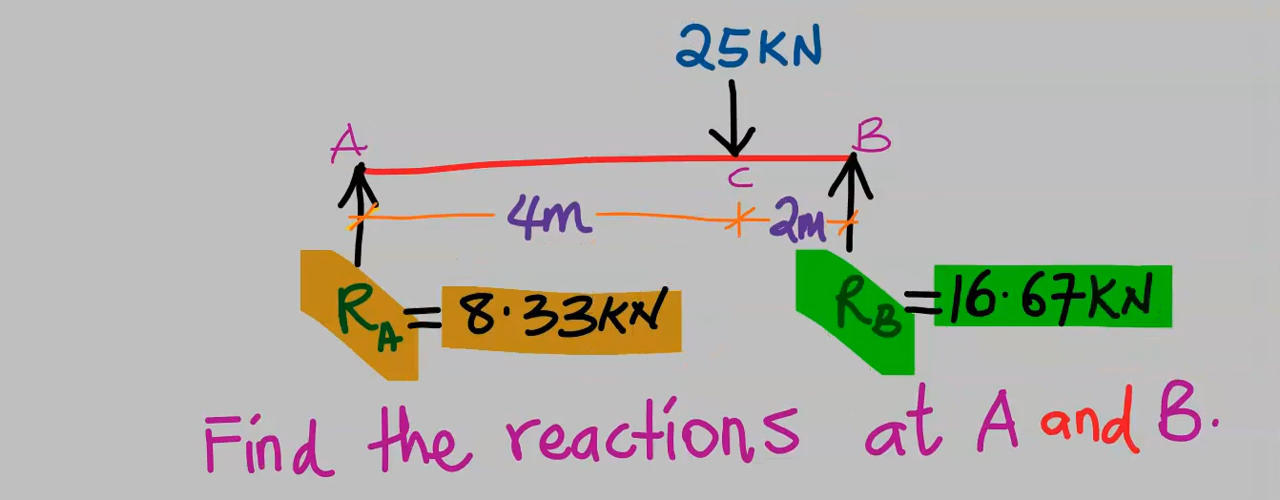 25KN
A B
C
4m 2m
RA = 8.33KN RB = 16.67KN
Find the reactions at A and B.